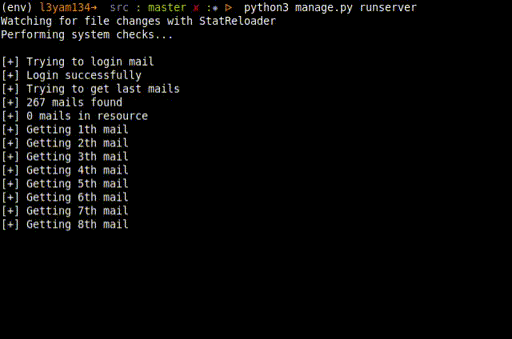 (env) l3yam134→ src : master ✗ :✱ ▷ python3 manage.py runserver
Watching for file changes with StatReloader
Performing system checks...
[+] Trying to login mail
[+] Login successfully
[+] Trying to get last mails
[+] 267 mails found
[+] 0 mails in resource
[+] Getting 1th mail
[+] Getting 2th mail
[+] Getting 3th mail
[+] Getting 4th mail
[+] Getting 5th mail
[+] Getting 6th mail
[+] Getting 7th mail
[+] Getting 8th mail